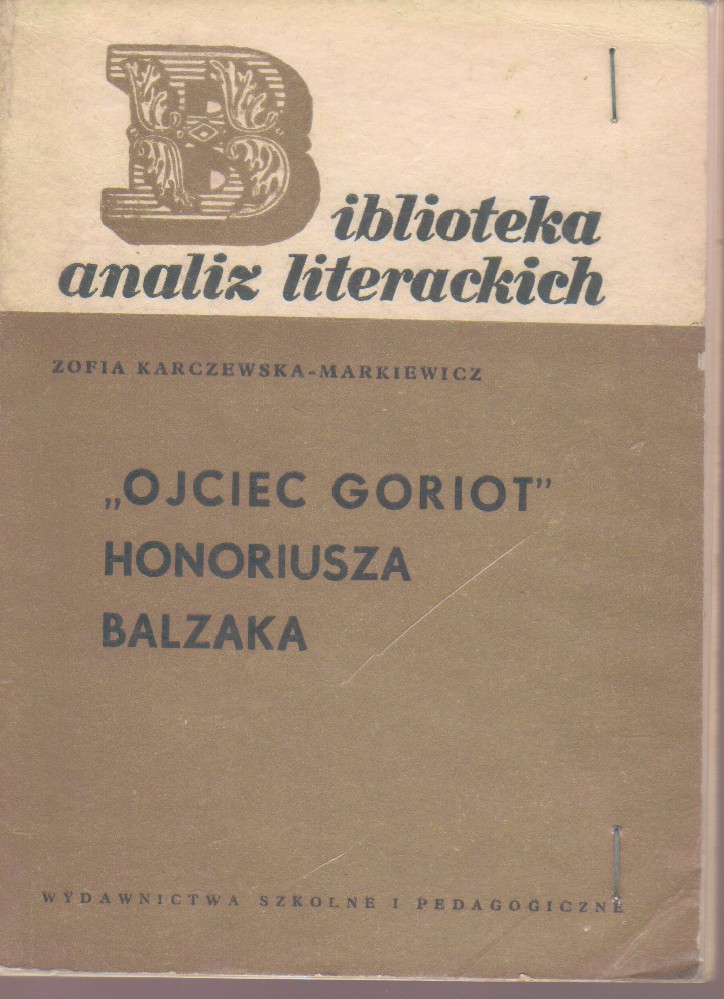 Biblioteka
analiz literackich
ZOFIA KARCZEWSKA-MARKIEWICZ
„OJCIEC GORIOT”
HONORIUSZA
BALZAKA
WYDAWNICTWA SZKOLNE I PEDAGOGICZNE